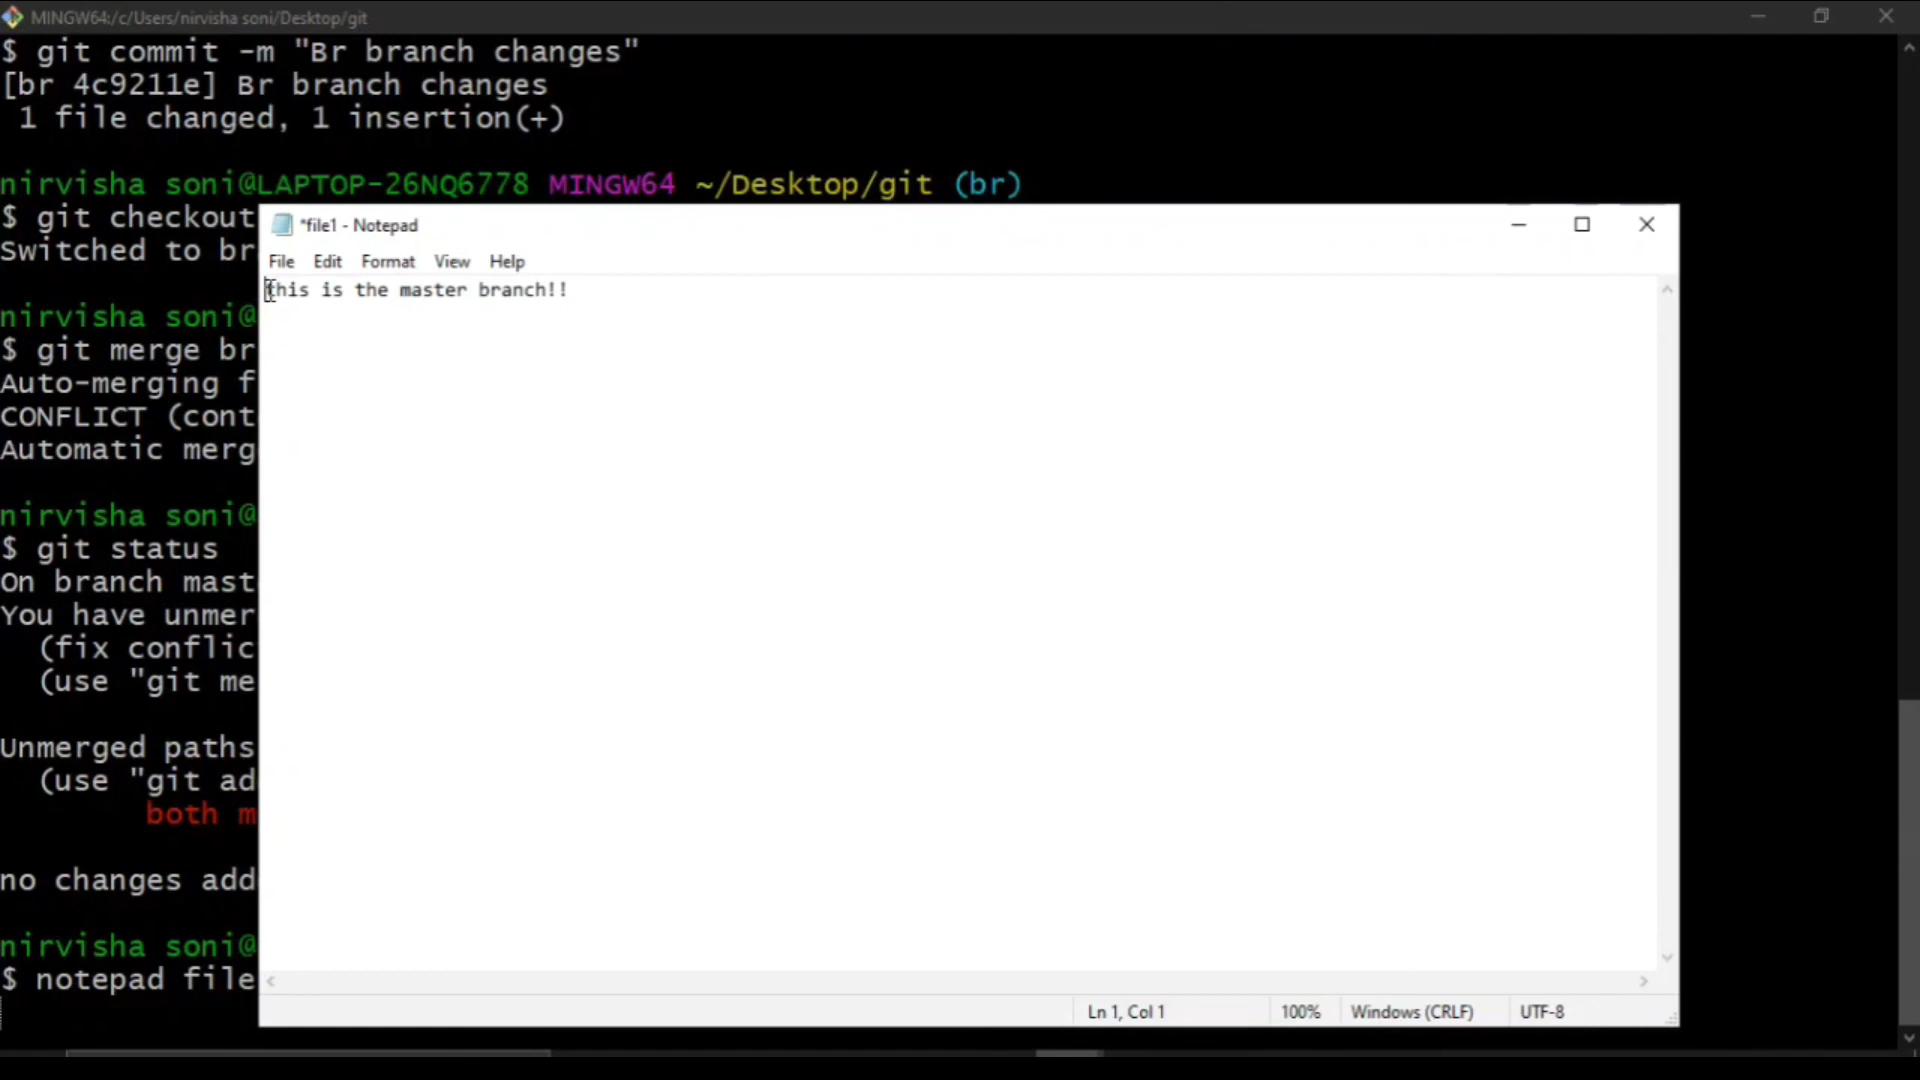 MINGW64:/c/Users/nirvisha soni/Desktop/git
$ git commit -m "Br branch changes"
[br 4c9211e] Br branch changes
1 file changed, 1 insertion(+)
nirvisha soni@LAPTOP-26NQ6778 MINGW64 ~/Desktop/git (br)
$ git checkout
Switched to br
nirvisha soni@
$ git merge br
Auto-merging f
CONFLICT (cont
Automatic merg
nirvisha soni@
$ git status
On branch mast
You have unmer
(fix conflic
(use "git me
Unmerged paths
(use "git ad
both m
no changes add
nirvisha soni@
$ notepad file
*file1 - Notepad
File Edit Format View Help
this is the master branch!!
Ln 1, Col 1 100% Windows (CRLF) UTF-8